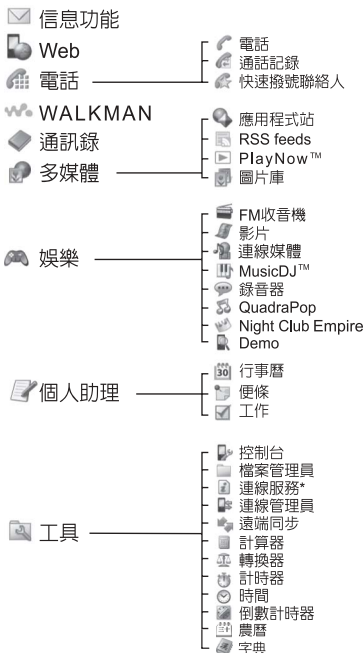 信息功能
Web
電話
電話
通話記錄
快速撥號聯絡人
WALKMAN
通訊錄
多媒體
應用程式站
RSS feeds
PlayNow™
圖片庫
娛樂
FM收音機
影片
連線媒體
MusicDJ™
錄音器
QuadraPop
Night Club Empire
Demo
個人助理
30 行事曆
便條
工作
工具
控制台
檔案管理員
連線服務*
連線管理員
遠端同步
計算器
轉換器
計時器
時間
倒數計時器
農曆
字典